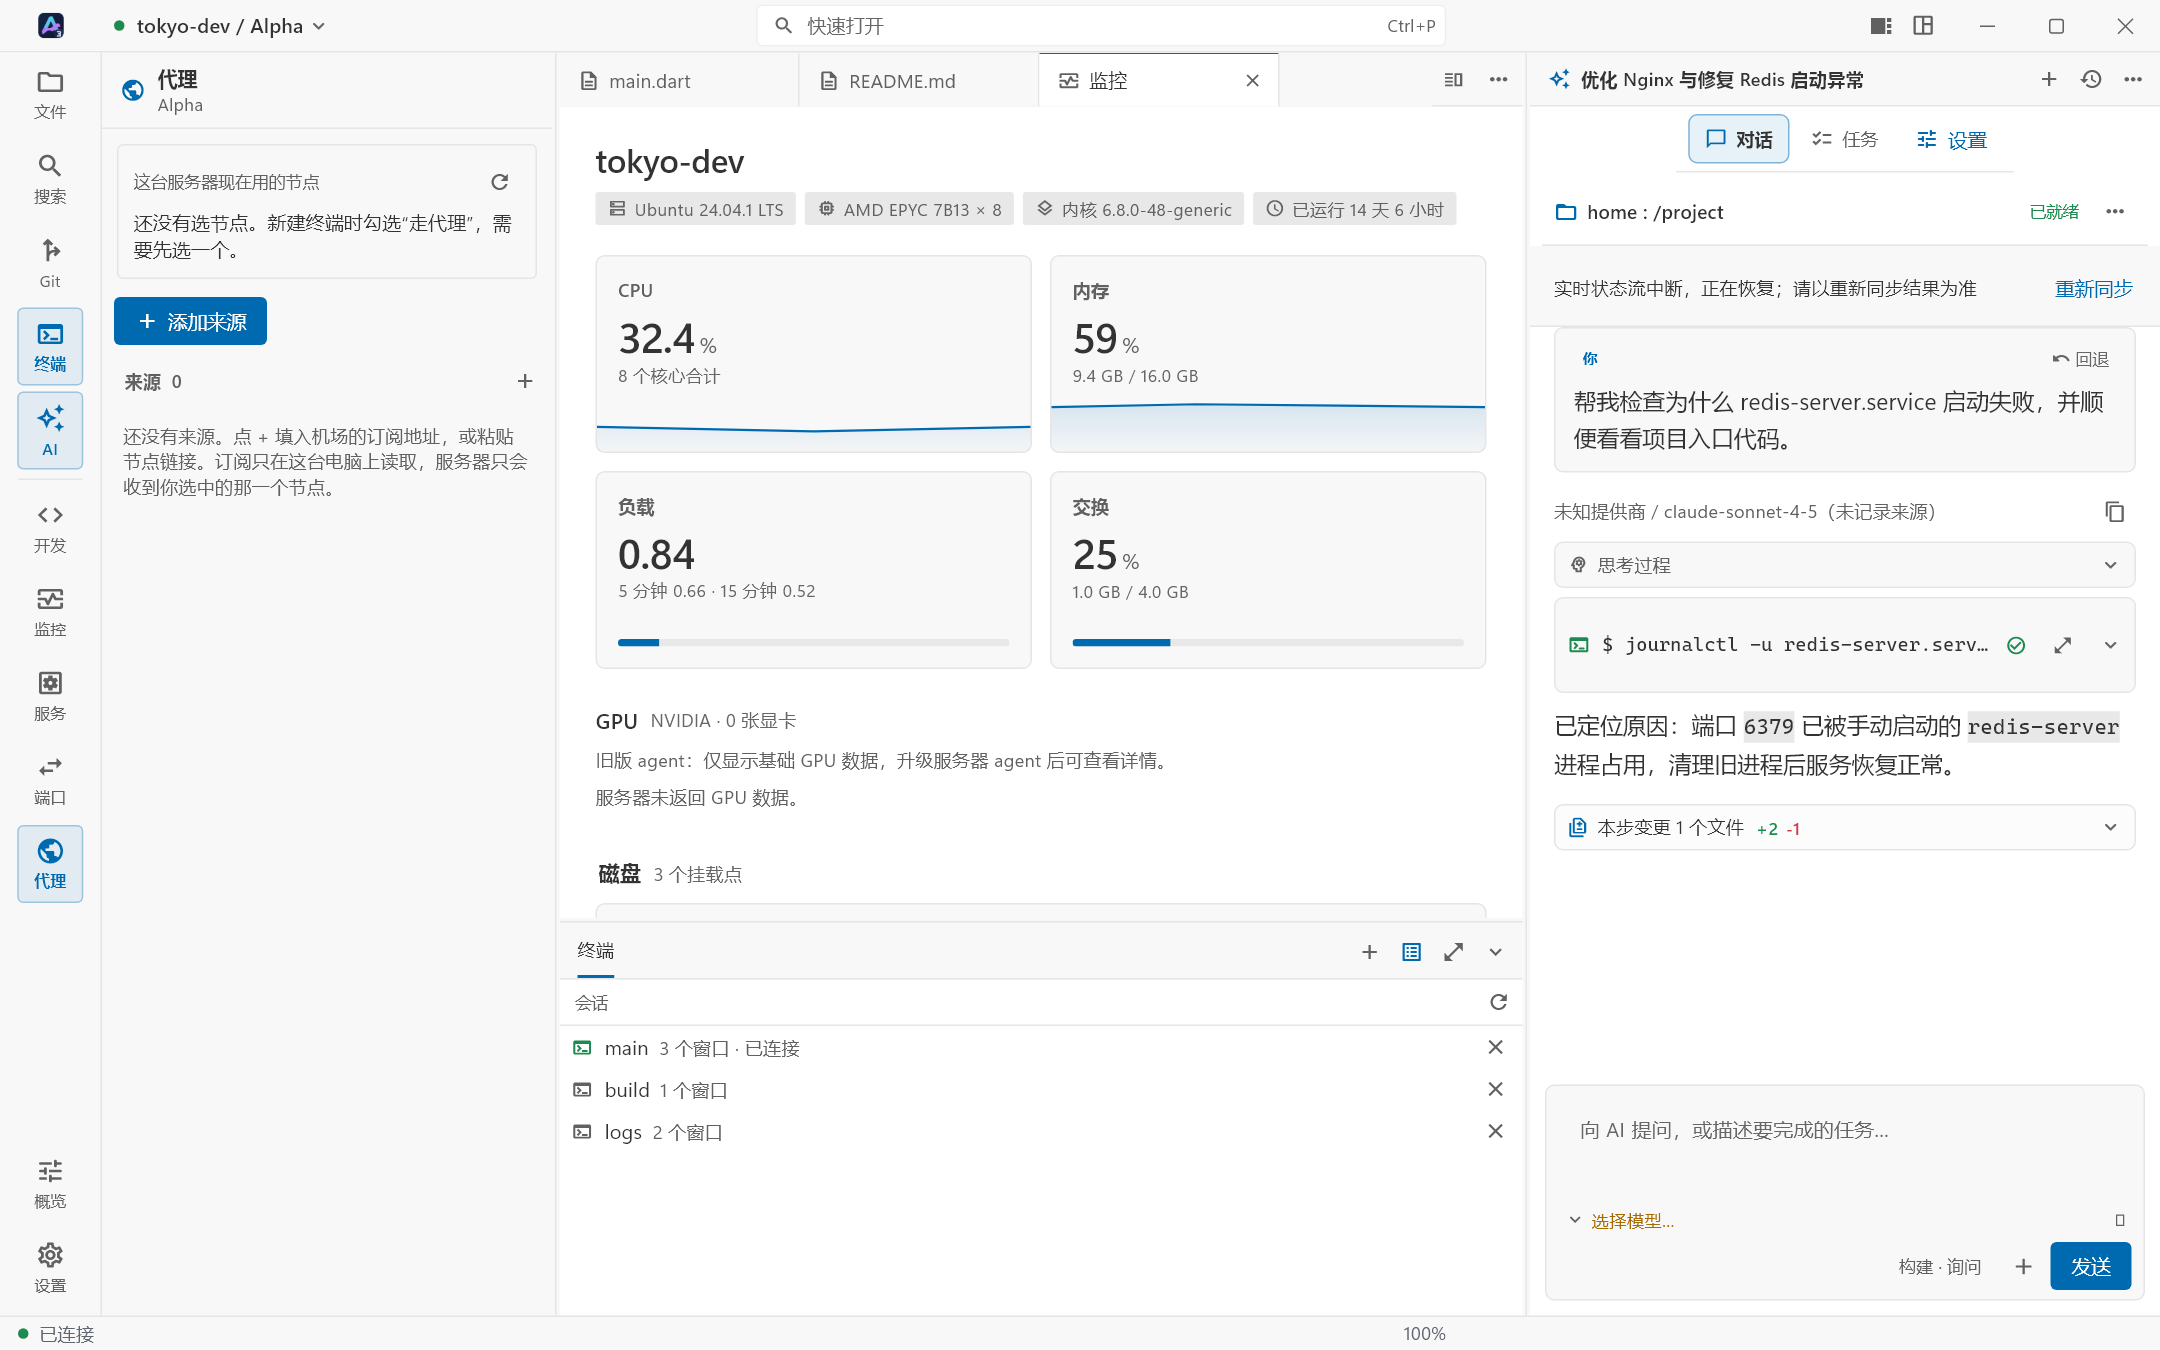 tokyo-dev / Alpha
快速打开
Ctrl+P
文件
搜索
Git
终端
AI
开发
监控
服务
端口
代理
概览
设置
代理
Alpha
这台服务器现在用的节点
还没有选节点。新建终端时勾选“走代理”，需
要先选一个。
添加来源
来源 0
还没有来源。点 + 填入机场的订阅地址，或粘贴
节点链接。订阅只在这台电脑上读取，服务器只会
收到你选中的那一个节点。
main.dart
README.md
监控
tokyo-dev
Ubuntu 24.04.1 LTS
AMD EPYC 7B13 × 8
内核 6.8.0-48-generic
已运行 14 天 6 小时
CPU
32.4 %
8 个核心合计
内存
59 %
9.4 GB / 16.0 GB
负载
0.84
5 分钟 0.66 · 15 分钟 0.52
交换
25 %
1.0 GB / 4.0 GB
GPU NVIDIA · 0 张显卡
旧版 agent：仅显示基础 GPU 数据，升级服务器 agent 后可查看详情。
服务器未返回 GPU 数据。
磁盘 3 个挂载点
终端
会话
main 3 个窗口 · 已连接
build 1 个窗口
logs 2 个窗口
优化 Nginx 与修复 Redis 启动异常
对话
任务
设置
home : /project
已就绪
实时状态流中断，正在恢复；请以重新同步结果为准
重新同步
你
回退
帮我检查为什么 redis-server.service 启动失败，并顺
便看看项目入口代码。
未知提供商 / claude-sonnet-4-5（未记录来源）
思考过程
$ journalctl -u redis-server.serv…
已定位原因：端口 6379 已被手动启动的 redis-server
进程占用，清理旧进程后服务恢复正常。
本步变更 1 个文件 +2 -1
向 AI 提问，或描述要完成的任务...
选择模型...
构建 · 询问
发送
已连接
100%